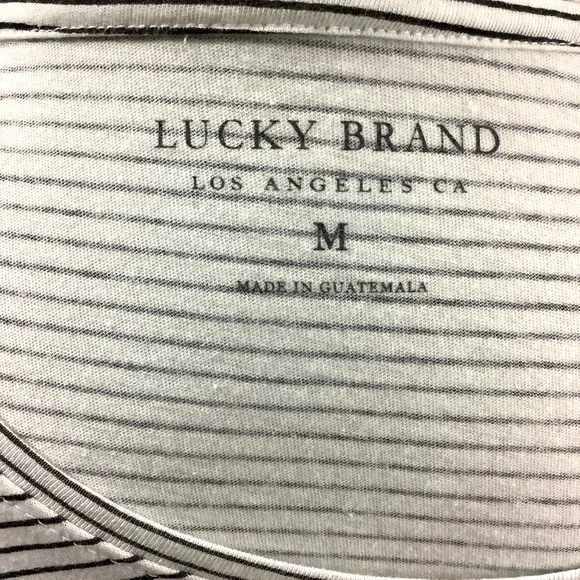 LUCKY BRAND
LOS ANGELES CA
M
MADE IN GUATEMALA